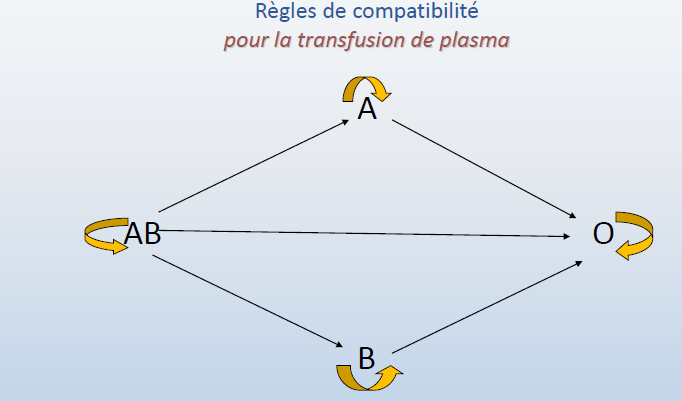 Règles de compatibilité
pour la transfusion de plasma
A
AB
O
B